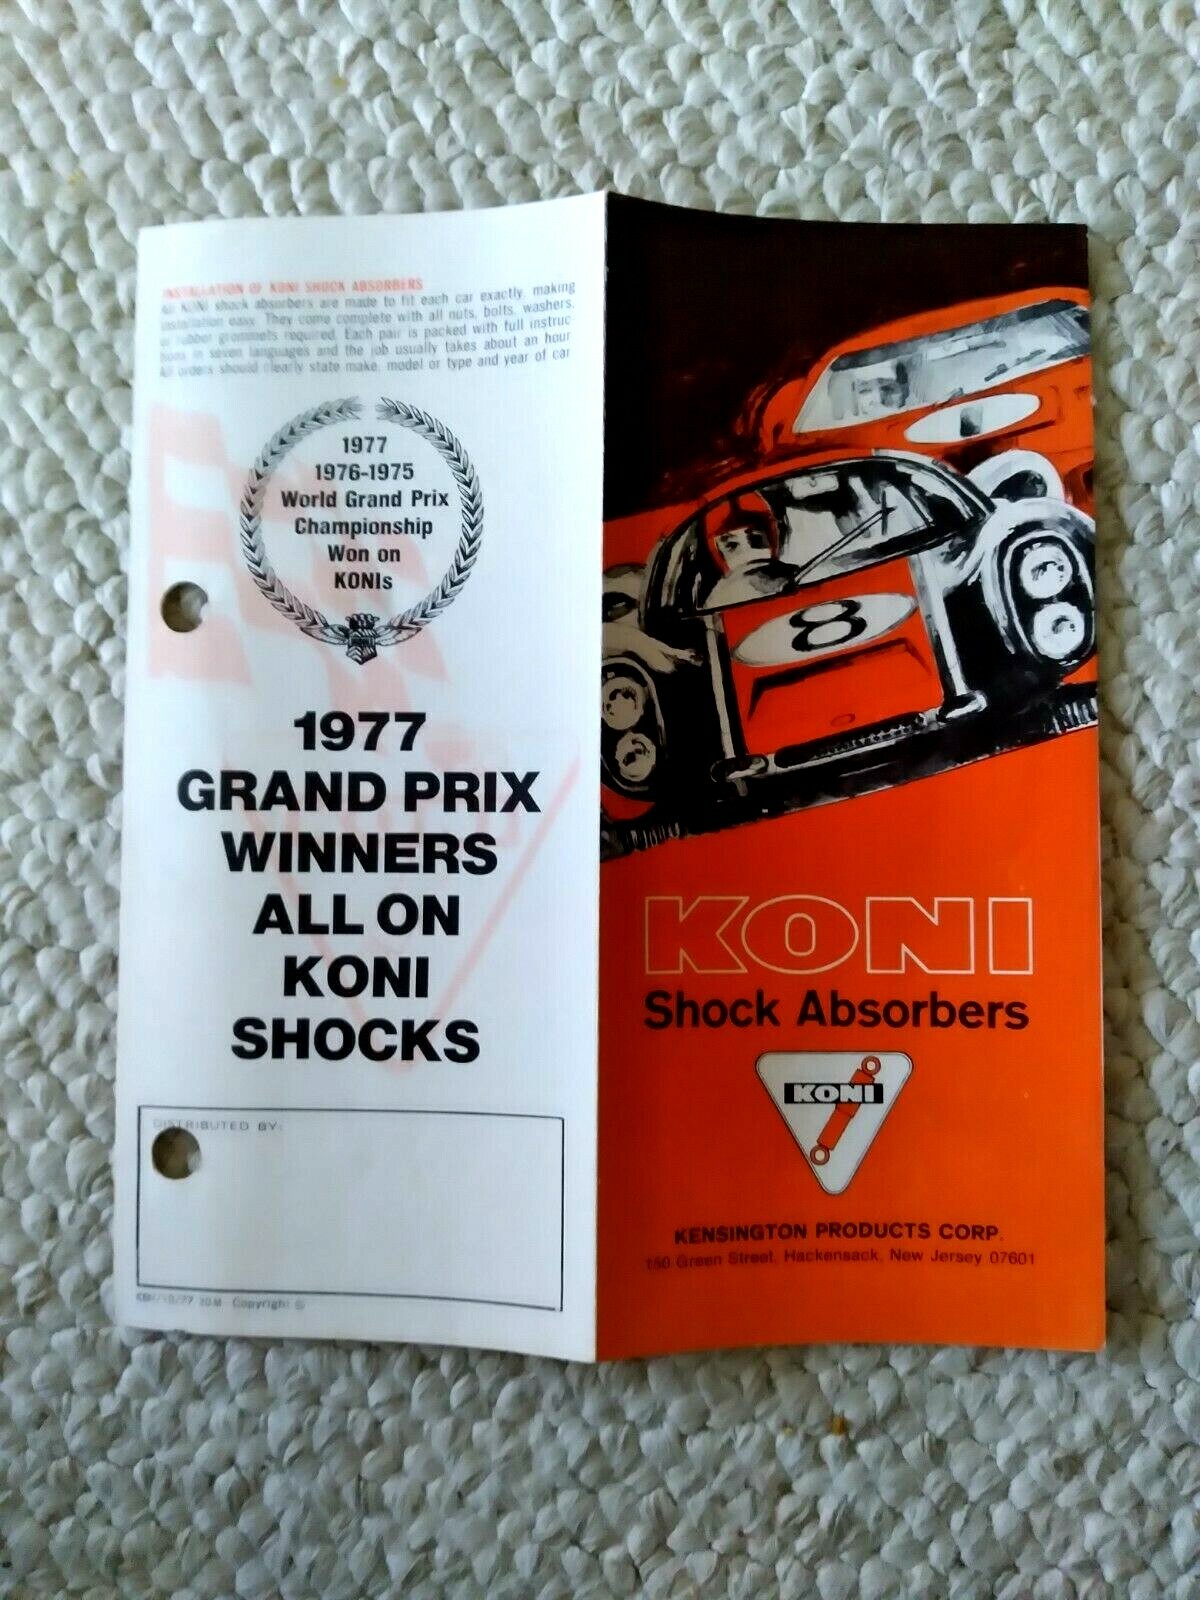 INSTALLATION OF KONI SHOCK ABSORBERS
All KONI shock absorbers are made to fit each car exactly, making
installation easy. They come complete with all nuts, bolts, washers,
or rubber grommets required. Each pair is packed with full instruc-
tions in seven languages and the job usually takes about an hour
All orders should clearly state make, model or type and year of car
1977
1976-1975
World Grand Prix
Championship
Won on
KONIs
1977
GRAND PRIX
WINNERS
ALL ON
KONI
SHOCKS
DISTRIBUTED BY:
Copyright ©
1
8
KONI
Shock Absorbers
KONI
KENSINGTON PRODUCTS CORP.
150 Green Street, Hackensack, New Jersey 07601